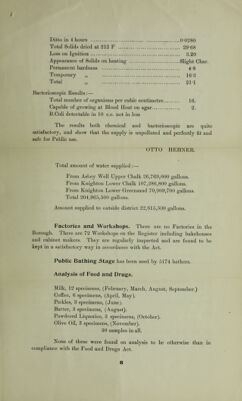 Ditto in 4 hours ... 0·0280
Total Solids dried at 212 F ... 29·68
Loss on Ignition ... 3.20
Appearance of Solids on heating ... Slight Char.
Permanent hardness ... 4·8
Temporary „ ... 16·3
Total „ ... 21·1
Bacterioscopic Results:—
Total number of organisms per cubic centimetre ... 16.
Capable of growing at Blood Heat on agar ... 2.
B.Coli detectable in 50 c.c. not in less
The results both chemical and bacterioscopic are quite
satisfactory, and show that the supply is unpolluted and perfectly fit and
safe for Public use.
OTTO HEHNER.
Total amount of water supplied:—
From Astey Well Upper Chalk 26,769,000 gallons.
From Knighton Lower Chalk 107,286,800 gallons.
From Knighton Lower Greensand 70,909,700 gallons.
Total 204,965,500 gallons.
Amount supplied to outside district 22,615,500 gallons.
Factories and Workshops. There are no Factories in the
Borough. There are 72 Workshops on the Register including bakehouses
and cabinet makers. They are regularly inspected and are found to be
kept in a satisfactory way in accordance with the Act.
Public Bathing Stage has been used by 5174 bathers.
Analysis of Food and Drugs.
Milk, 12 specimens, (February, March, August, September.)
Coffee, 6 specimens, (April, May).
Pickles, 3 specimens, (June).
Butter, 3 specimens, (August).
Powdered Liquorice, 3 specimens, (October).
Olive Oil, 3 specimens, (November).
30 samples in all.
None of these were found on analysis to be otherwise than in
compliance with the Food and Drugs Act.
8